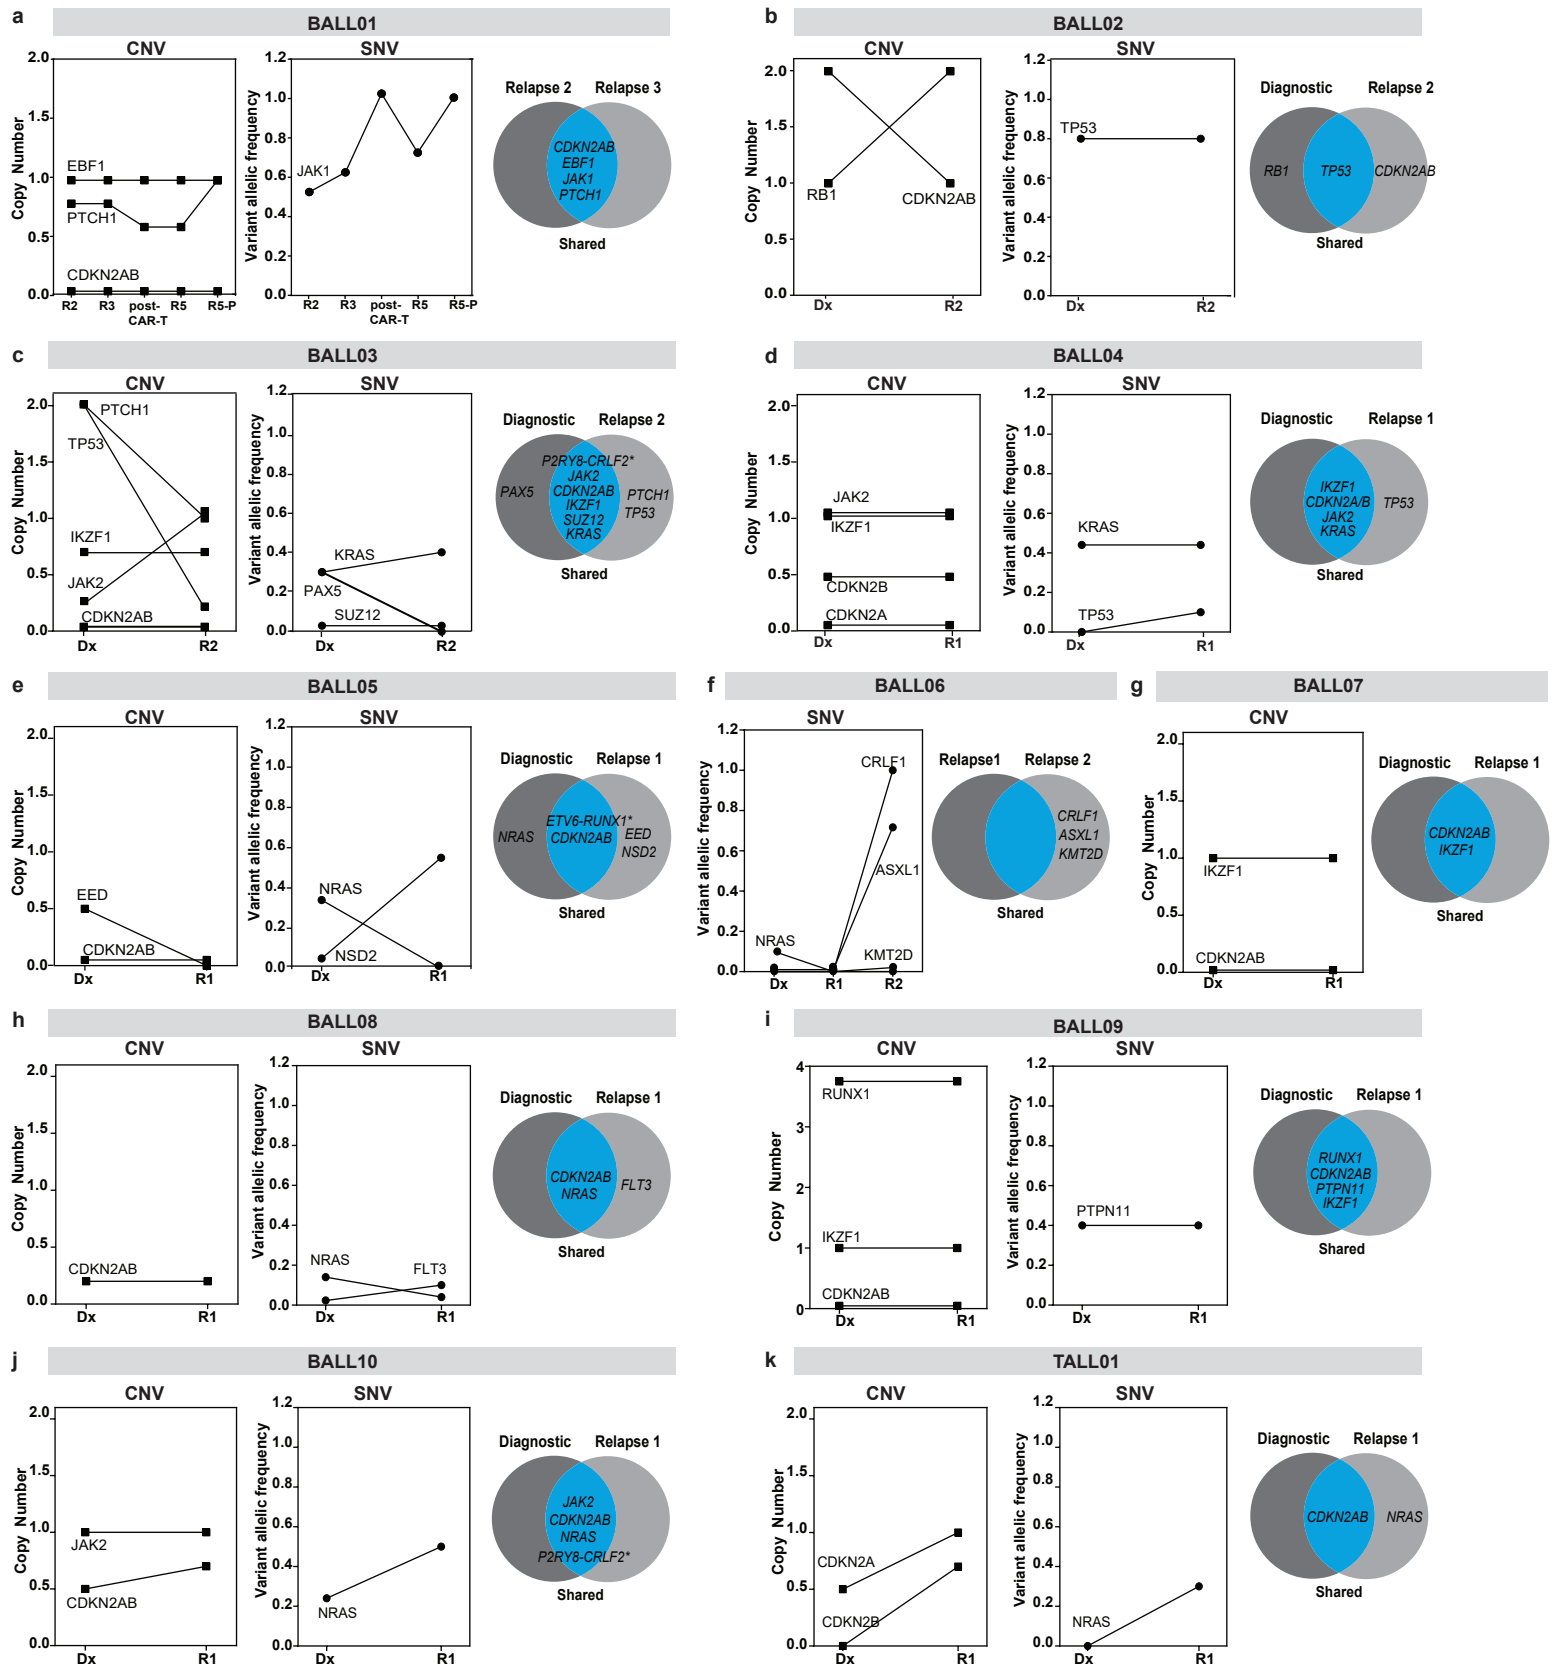 a
BALL01
CNV
SNV
Copy Number
2.0
1.5
1.0
0.5
0.0
EBF1
PTCH1
CDKN2AB
R2
R3
post-
CAR-T
R5
R5-P
Variant allelic frequency
1.2
1.0
0.8
0.6
0.4
0.2
0.0
JAK1
R2
R3
post-
CAR-T
R5
R5-P
Relapse 2
Relapse 3
CDKN2AB
EBF1
JAK1
PTCH1
Shared
b
BALL02
CNV
SNV
Copy Number
2.0
1.5
1.0
0.5
0.0
RB1
CDKN2AB
Dx
R2
Variant allelic frequency
1.2
1.0
0.8
0.6
0.4
0.2
0.0
TP53
Dx
R2
Diagnostic
Relapse 2
RB1
TP53
CDKN2AB
Shared
c
BALL03
CNV
SNV
Copy Number
2.0
1.5
1.0
0.5
0.0
PTCH1
TP53
IKZF1
JAK2
CDKN2AB
Dx
R2
Variant allelic frequency
1.2
1.0
0.8
0.6
0.4
0.2
0.0
KRAS
PAX5
SUZ12
Dx
R2
Diagnostic
Relapse 2
PAX5
P2RY8-CRLF2*
JAK2
CDKN2AB
IKZF1
SUZ12
KRAS
PTCH1
TP53
Shared
d
BALL04
CNV
SNV
Copy Number
2.0
1.5
1.0
0.5
0.0
JAK2
IKZF1
CDKN2B
CDKN2A
Dx
R1
Variant allelic frequency
1.2
1.0
0.8
0.6
0.4
0.2
0.0
KRAS
TP53
Dx
R1
Diagnostic
Relapse 1
IKZF1
CDKN2A/B
JAK2
KRAS
TP53
Shared
e
BALL05
CNV
SNV
Copy Number
2.0
1.5
1.0
0.5
0.0
EED
CDKN2AB
Dx
R1
Variant allelic frequency
1.2
1.0
0.8
0.6
0.4
0.2
0.0
NRAS
NSD2
Dx
R1
Diagnostic
Relapse 1
NRAS
ETV6-RUNX1*
CDKN2AB
EED
NSD2
Shared
f
BALL06
SNV
Variant allelic frequency
1.2
1.0
0.8
0.6
0.4
0.2
0.0
CRLF1
ASXL1
NRAS
KMT2D
Dx
R1
R2
Relapse1
Relapse 2
CRLF1
ASXL1
KMT2D
Shared
g
BALL07
CNV
Copy Number
2.0
1.5
1.0
0.5
0.0
IKZF1
CDKN2AB
Dx
R1
Diagnostic
Relapse 1
CDKN2AB
IKZF1
Shared
h
BALL08
CNV
SNV
Copy Number
2.0
1.5
1.0
0.5
0.0
CDKN2AB
Dx
R1
Variant allelic frequency
1.2
1.0
0.8
0.6
0.4
0.2
0.0
NRAS
FLT3
Dx
R1
Diagnostic
Relapse 1
CDKN2AB
NRAS
FLT3
Shared
i
BALL09
CNV
SNV
Copy Number
4
3
2
1
0
RUNX1
IKZF1
CDKN2AB
Dx
R1
Variant allelic frequency
1.2
1.0
0.8
0.6
0.4
0.2
0.0
PTPN11
Dx
R1
Diagnostic
Relapse 1
RUNX1
CDKN2AB
PTPN11
IKZF1
Shared
j
BALL10
CNV
SNV
Copy Number
2.0
1.5
1.0
0.5
0.0
JAK2
CDKN2AB
Dx
R1
Variant allelic frequency
1.2
1.0
0.8
0.6
0.4
0.2
0.0
NRAS
Dx
R1
Diagnostic
Relapse 1
JAK2
CDKN2AB
NRAS
P2RY8-CRLF2*
Shared
k
TALL01
CNV
SNV
Copy Number
2.0
1.5
1.0
0.5
0.0
CDKN2A
CDKN2B
Dx
R1
Variant allelic frequency
1.2
1.0
0.8
0.6
0.4
0.2
0.0
NRAS
Dx
R1
Diagnostic
Relapse 1
CDKN2AB
NRAS
Shared